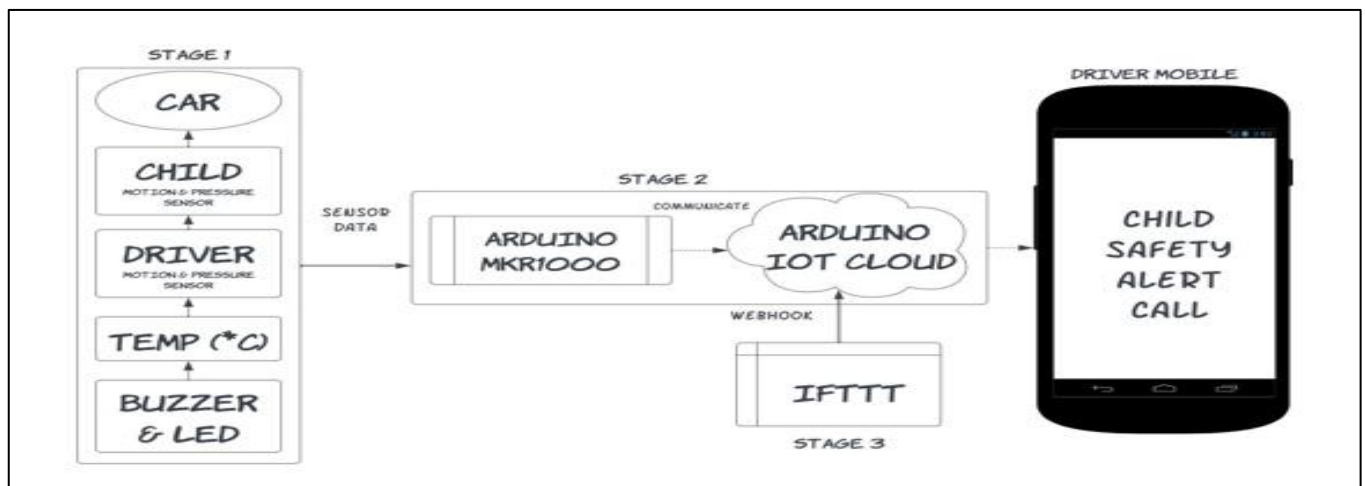 STAGE 1
CAR
CHILD
MOTION & PRESSURE
SENSOR
DRIVER
MOTION & PRESSURE
SENSOR
TEMP (*C)
BUZZER
& LED
SENSOR
DATA
STAGE 2
ARDUINO
MKR1000
COMMUNICATE
ARDUINO
IOT CLOUD
WEBHOOK
IFTTT
STAGE 3
DRIVER MOBILE
CHILD
SAFETY
ALERT
CALL